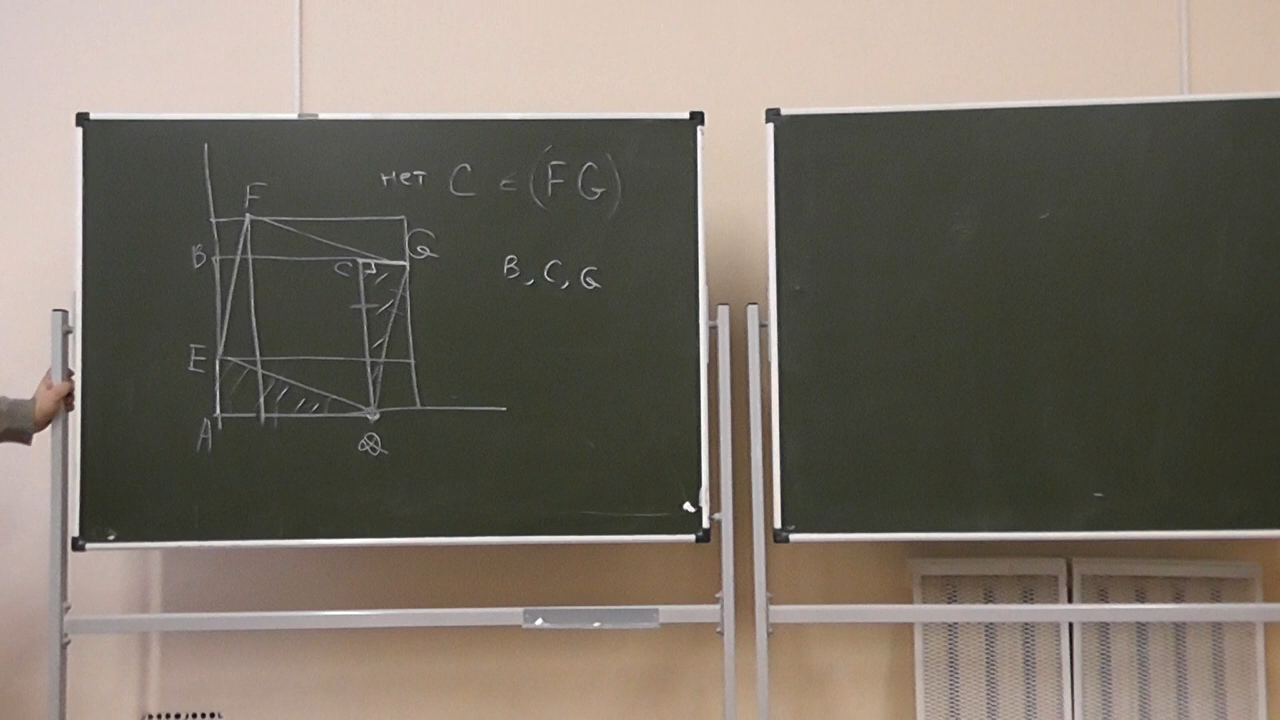 нет C ∈ (FG)
F
B
C
G
B, C, G
E
A
Q